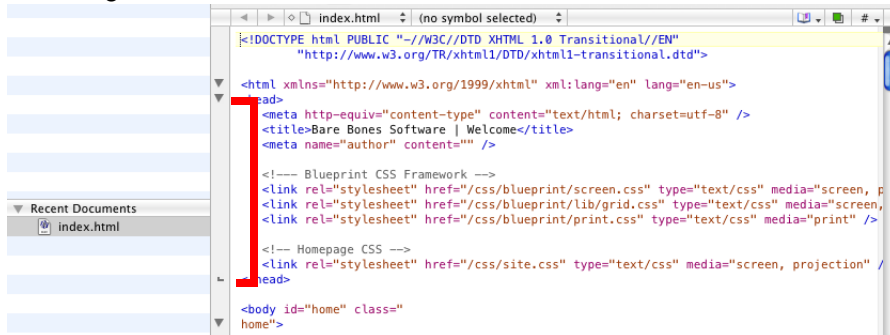 index.html (no symbol selected) #
<!DOCTYPE html PUBLIC "-//W3C//DTD XHTML 1.0 Transitional//EN"
"http://www.w3.org/TR/xhtml1/DTD/xhtml1-transitional.dtd">
<html xmlns="http://www.w3.org/1999/xhtml" xml:lang="en" lang="en-us">
<head>
<meta http-equiv="content-type" content="text/html; charset=utf-8" />
<title>Bare Bones Software | Welcome</title>
<meta name="author" content="" />
<!--- Blueprint CSS Framework -->
<link rel="stylesheet" href="/css/blueprint/screen.css" type="text/css" media="screen, p
<link rel="stylesheet" href="/css/blueprint/lib/grid.css" type="text/css" media="screen,
<link rel="stylesheet" href="/css/blueprint/print.css" type="text/css" media="print" />
<!-- Homepage CSS -->
<link rel="stylesheet" href="/css/site.css" type="text/css" media="screen, projection" /
</head>
<body id="home" class="
home">
Recent Documents
index.html